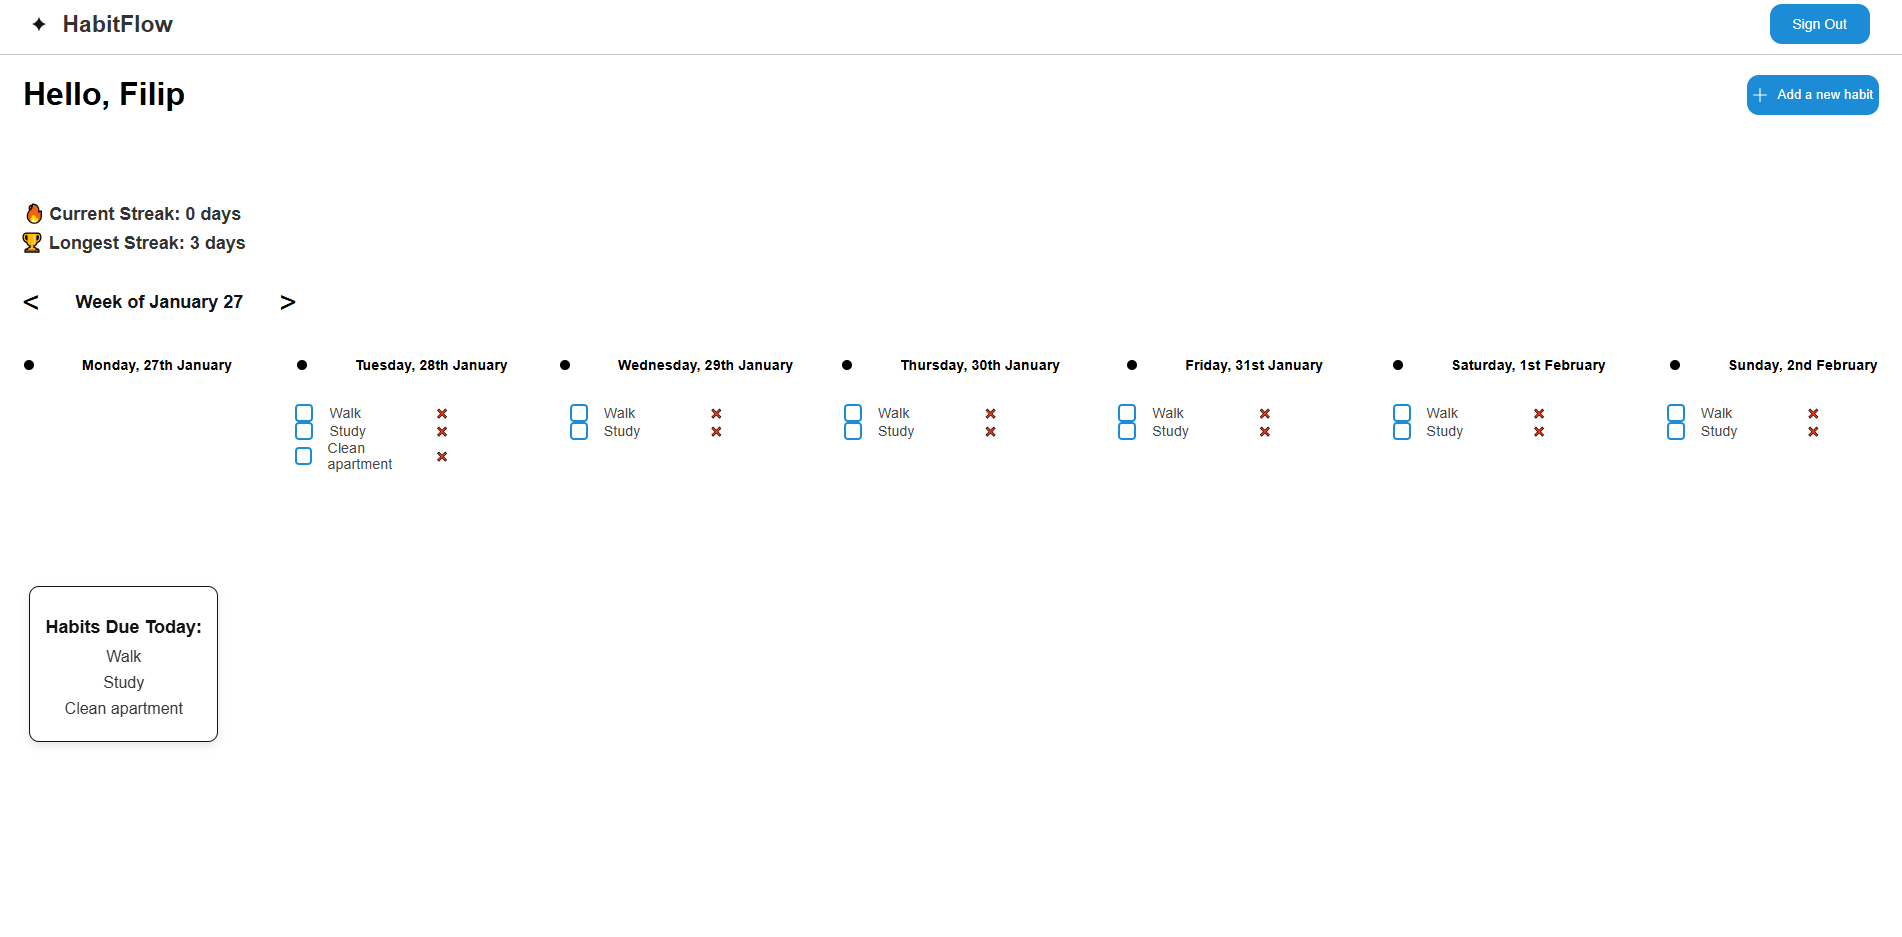 HabitFlow
Sign Out
Hello, Filip
Add a new habit
Current Streak: 0 days
Longest Streak: 3 days
< Week of January 27 >
Monday, 27th January
Tuesday, 28th January
Wednesday, 29th January
Thursday, 30th January
Friday, 31st January
Saturday, 1st February
Sunday, 2nd February
Walk
Study
Clean
apartment
Walk
Study
Walk
Study
Walk
Study
Walk
Study
Walk
Study
Habits Due Today:
Walk
Study
Clean apartment